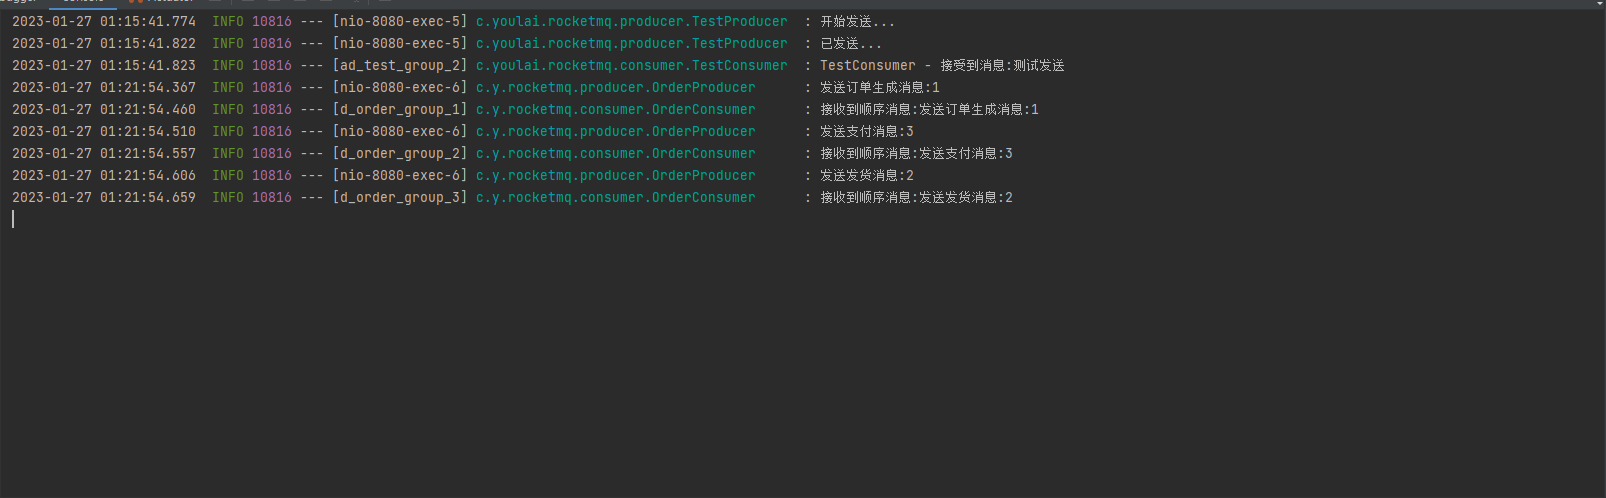 2023-01-27 01:15:41.774 INFO 10816 --- [nio-8080-exec-5] c.youlai.rocketmq.producer.TestProducer : 开始发送...
2023-01-27 01:15:41.822 INFO 10816 --- [nio-8080-exec-5] c.youlai.rocketmq.producer.TestProducer : 已发送...
2023-01-27 01:15:41.823 INFO 10816 --- [ad_test_group_2] c.youlai.rocketmq.consumer.TestConsumer : TestConsumer - 接受到消息:测试发送
2023-01-27 01:21:54.367 INFO 10816 --- [nio-8080-exec-6] c.y.rocketmq.producer.OrderProducer : 发送订单生成消息:1
2023-01-27 01:21:54.460 INFO 10816 --- [d_order_group_1] c.y.rocketmq.consumer.OrderConsumer : 接收到顺序消息:发送订单生成消息:1
2023-01-27 01:21:54.510 INFO 10816 --- [nio-8080-exec-6] c.y.rocketmq.producer.OrderProducer : 发送支付消息:3
2023-01-27 01:21:54.557 INFO 10816 --- [d_order_group_2] c.y.rocketmq.consumer.OrderConsumer : 接收到顺序消息:发送支付消息:3
2023-01-27 01:21:54.606 INFO 10816 --- [nio-8080-exec-6] c.y.rocketmq.producer.OrderProducer : 发送发货消息:2
2023-01-27 01:21:54.659 INFO 10816 --- [d_order_group_3] c.y.rocketmq.consumer.OrderConsumer : 接收到顺序消息:发送发货消息:2